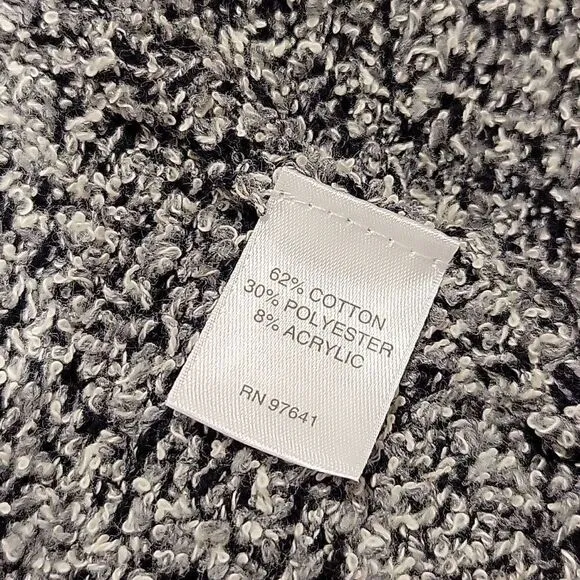 62% COTTON
30% POLYESTER
8% ACRYLIC
RN 97641